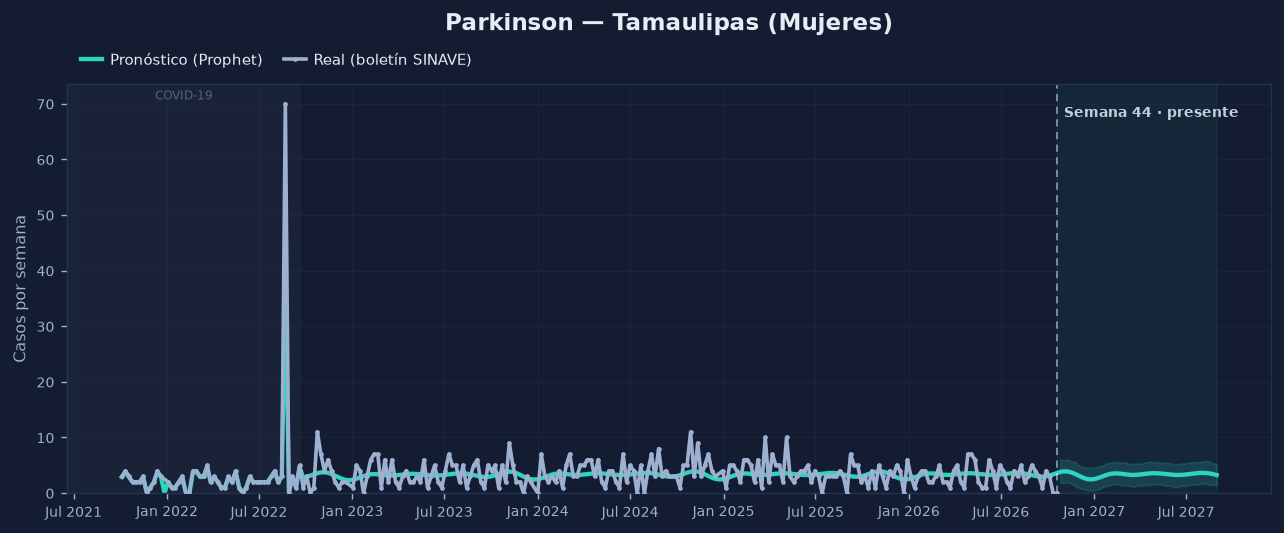 Parkinson — Tamaulipas (Mujeres)
Pronóstico (Prophet)
Real (boletín SINAVE)
COVID-19
Semana 44 · presente
Casos por semana
70
60
50
40
30
20
10
0
Jul 2021
Jan 2022
Jul 2022
Jan 2023
Jul 2023
Jan 2024
Jul 2024
Jan 2025
Jul 2025
Jan 2026
Jul 2026
Jan 2027
Jul 2027